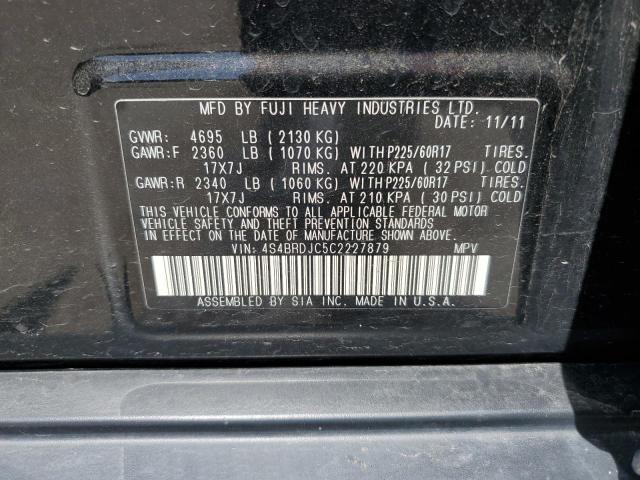 MFD BY FUJI HEAVY INDUSTRIES LTD.
DATE: 11/11
GVWR: 4695 LB ( 2130 KG)
GAWR:F 2360 LB ( 1070 KG) WITH P225/60R17 TIRES.
17X7J RIMS. AT 220 KPA ( 32 PSI) COLD
GAWR:R 2340 LB ( 1060 KG) WITH P225/60R17 TIRES.
17X7J RIMS. AT 210 KPA ( 30 PSI) COLD
THIS VEHICLE CONFORMS TO ALL APPLICABLE FEDERAL MOTOR
VEHICLE SAFETY AND THEFT PREVENTION STANDARDS
IN EFFECT ON THE DATE OF MANUFACTURE SHOWN ABOVE.
VIN: 4S4BRDJC5C2227879 MPV
ASSEMBLED BY SIA INC. MADE IN U.S.A.